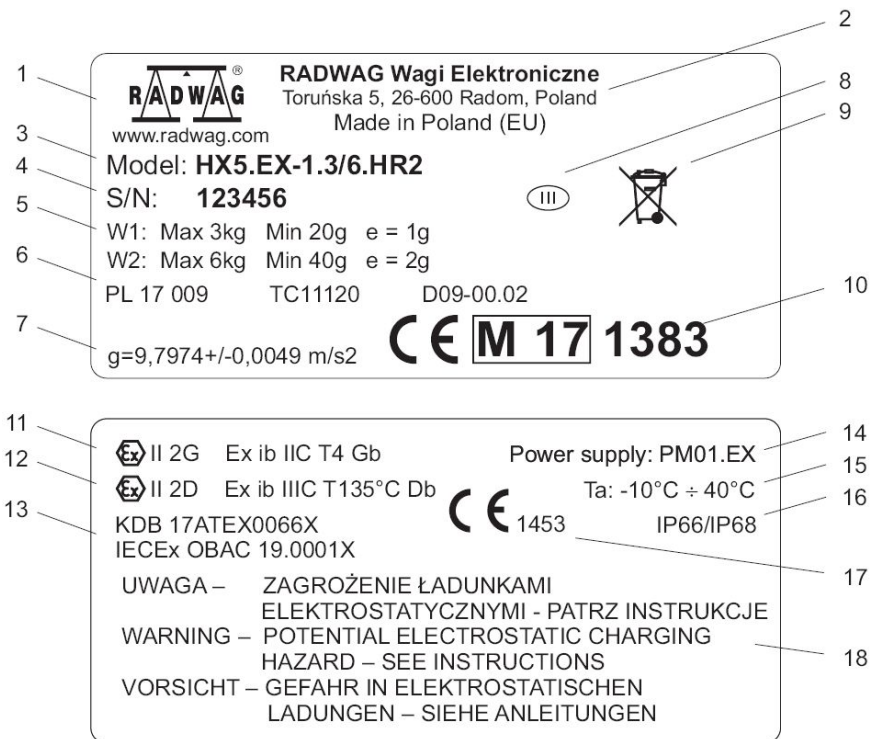 2
1
RADWAG®
RADWAG Wagi Elektroniczne
Toruńska 5, 26-600 Radom, Poland
8
www.radwag.com
Made in Poland (EU)
9
3
Model: HX5.EX-1.3/6.HR2
4
S/N: 123456
III
5
W1: Max 3kg Min 20g e = 1g
6
W2: Max 6kg Min 40g e = 2g
PL 17 009 TC11120 D09-00.02
10
7
g=9,7974+/-0,0049 m/s2
CE M 17 1383
11
Ex II 2G Ex ib IIC T4 Gb
Power supply: PM01.EX
14
12
Ex II 2D Ex ib IIIC T135°C Db
Ta: -10°C ÷ 40°C
15
13
KDB 17ATEX0066X
CE 1453
IP66/IP68
16
IECEx OBAC 19.0001X
17
UWAGA – ZAGROŻENIE ŁADUNKAMI
ELEKTROSTATYCZNYMI - PATRZ INSTRUKCJE
WARNING – POTENTIAL ELECTROSTATIC CHARGING
HAZARD – SEE INSTRUCTIONS
18
VORSICHT – GEFAHR IN ELEKTROSTATISCHEN
LADUNGEN – SIEHE ANLEITUNGEN